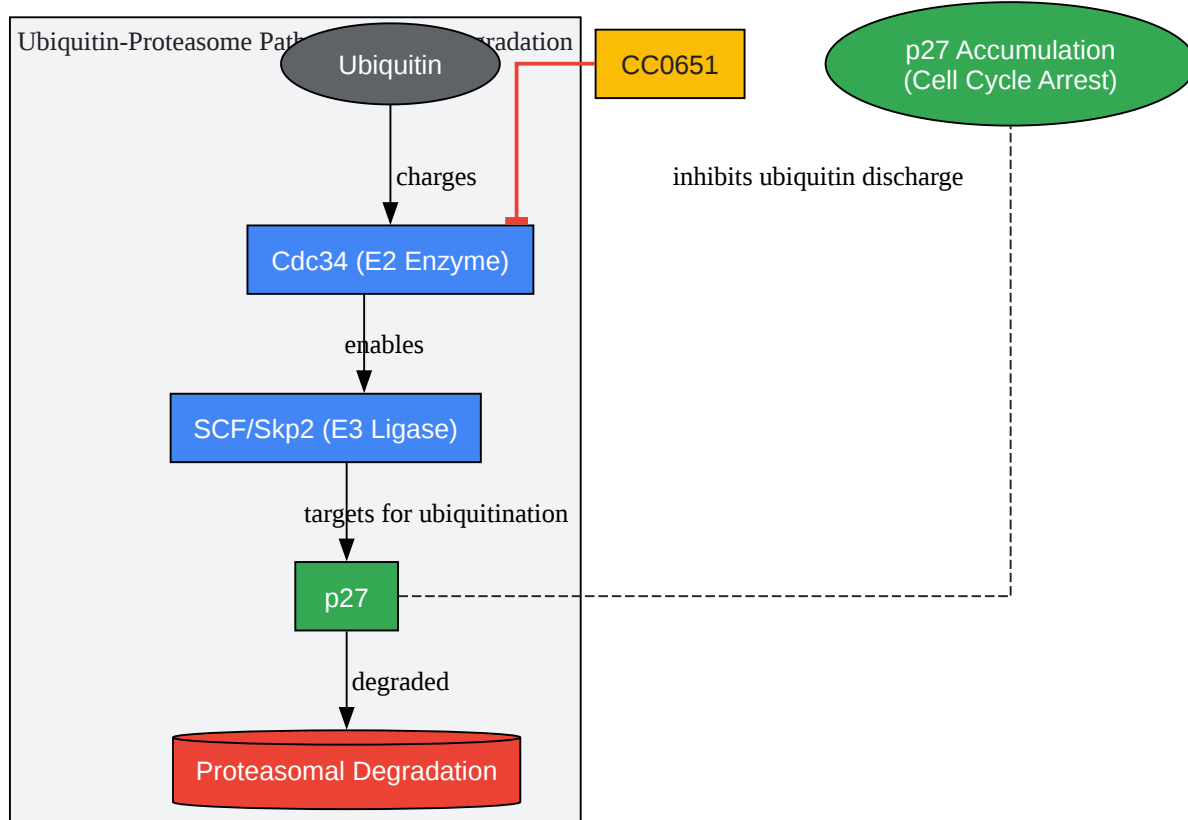 Ubiquitin-Proteasome gradation
Ubiquitin
CC0651
p27 Accumulation
(Cell Cycle Arrest)
charges
inhibits ubiquitin discharge
Cdc34 (E2 Enzyme)
enables
SCF/Skp2 (E3 Ligase)
targets for ubiquitination
p27
degraded
Proteasomal Degradation